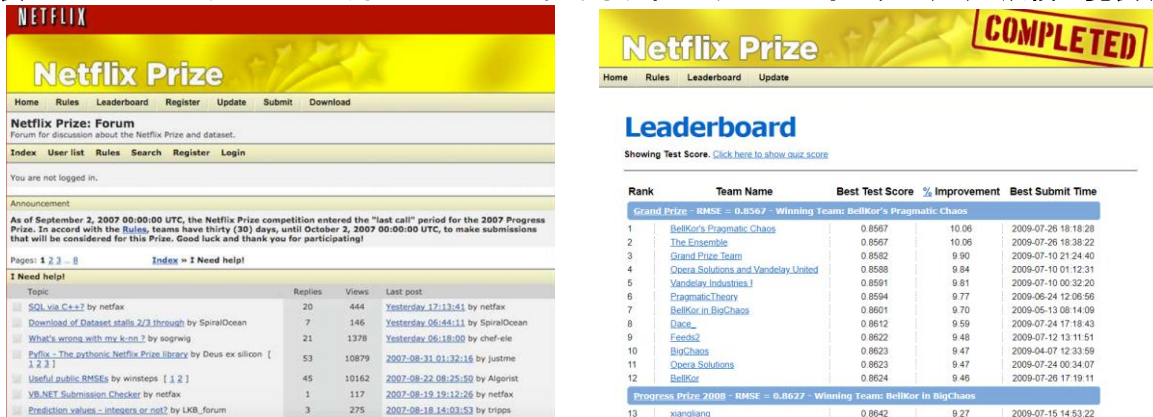 NETFLIX
Netflix Prize
Home Rules Leaderboard Register Update Submit Download
Netflix Prize: Forum
Forum for discussion about the Netflix Prize and dataset.
Index User list Rules Search Register Login
You are not logged in.
Announcement
As of September 2, 2007 00:00:00 UTC, the Netflix Prize competition entered the "last call" period for the 2007 Progress
Prize. In accord with the Rules, teams have thirty (30) days, until October 2, 2007 00:00:00 UTC, to make submissions
that will be considered for this Prize. Good luck and thank you for participating!
Pages: 1 2 3 … 8 Index » I Need help!
I Need help!
Topic Replies Views Last post
SQL via C++? by netfax 20 444 Yesterday 17:13:41 by netfax
Download of Dataset stalls 2/3 through by SpiralOcean 7 146 Yesterday 06:44:11 by SpiralOcean
What's wrong with my k-nn ? by sogrwig 21 1378 Yesterday 06:18:00 by chef-ele
Pyflix - The pythonic Netflix Prize library by Deus ex silicon [ 53 10879 2007-08-31 01:32:16 by justme
1 2 3 ]
Useful public RMSEs by winsteps [ 1 2 ] 45 10162 2007-08-22 08:25:50 by Algorist
VB.NET Submission Checker by netfax 1 117 2007-08-19 19:12:26 by netfax
Prediction values - integers or not? by LKB_forum 3 275 2007-08-18 14:03:53 by tripps
Netflix Prize
COMPLETED
Home Rules Leaderboard Update
Leaderboard
Showing Test Score. Click here to show quiz score
Rank Team Name Best Test Score % Improvement Best Submit Time
Grand Prize - RMSE = 0.8567 - Winning Team: BellKor's Pragmatic Chaos
1 BellKor's Pragmatic Chaos 0.8567 10.06 2009-07-26 18:18:28
2 The Ensemble 0.8567 10.06 2009-07-26 18:38:22
3 Grand Prize Team 0.8582 9.90 2009-07-10 21:24:40
4 Opera Solutions and Vandelay United 0.8588 9.84 2009-07-10 01:12:31
5 Vandelay Industries ! 0.8591 9.81 2009-07-10 00:32:20
6 PragmaticTheory 0.8594 9.77 2009-06-24 12:06:56
7 BellKor in BigChaos 0.8601 9.70 2009-05-13 08:14:09
8 Dace_ 0.8612 9.59 2009-07-24 17:18:43
9 Feeds2 0.8622 9.48 2009-07-12 13:11:51
10 BigChaos 0.8623 9.47 2009-04-07 12:33:59
11 Opera Solutions 0.8623 9.47 2009-07-24 00:34:07
12 BellKor 0.8624 9.46 2009-07-26 17:19:11
Progress Prize 2008 - RMSE = 0.8627 - Winning Team: BellKor in BigChaos
13 xiangliang 0.8642 9.27 2009-07-15 14:53:22